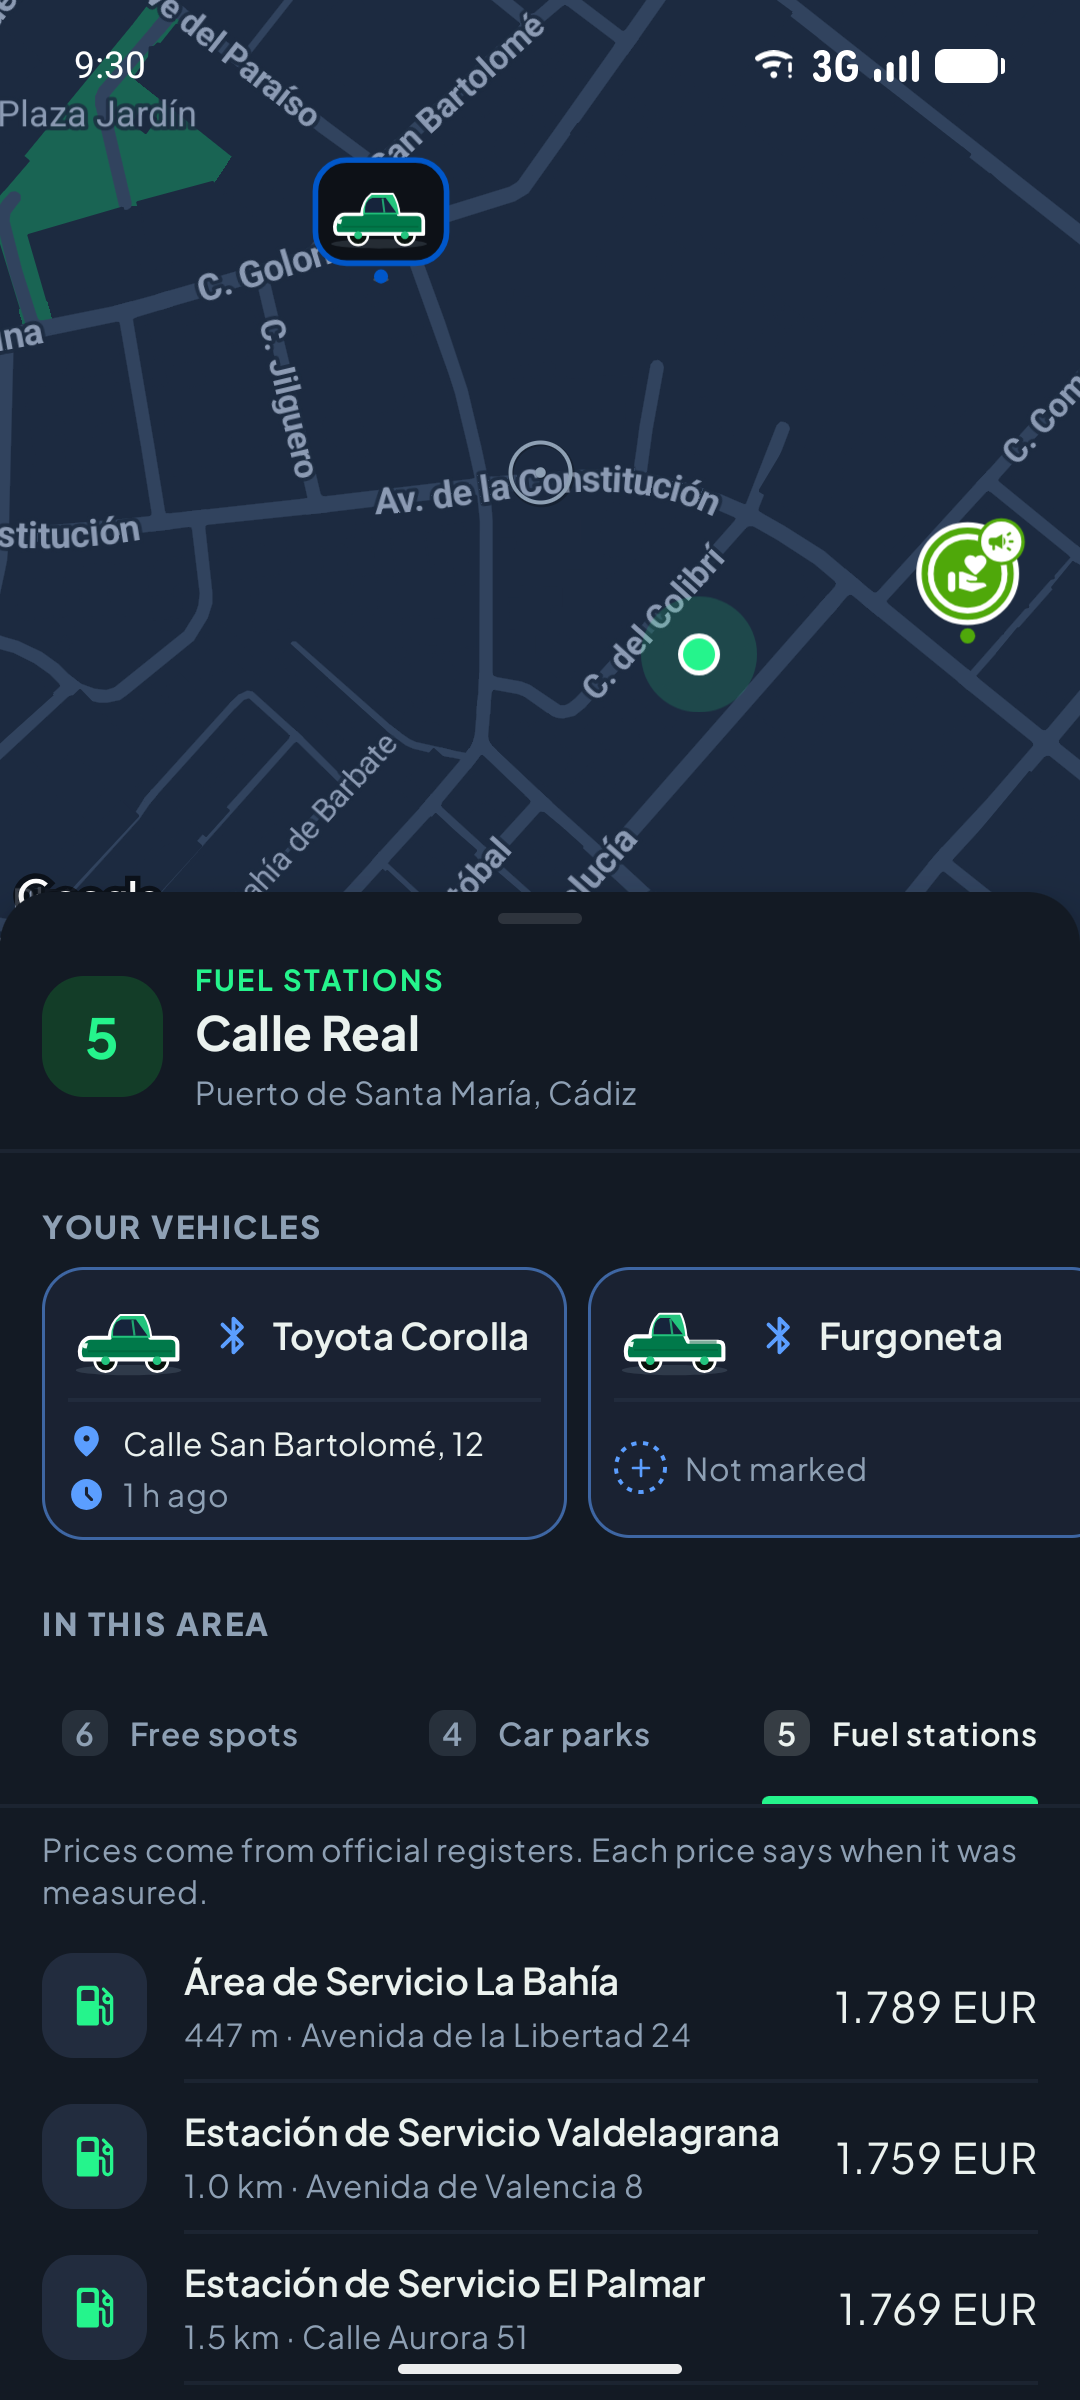 9:30
3G
Plaza Jardín
del Paraíso
San Bartolomé
C. Golon
C. Jilguero
Av. de la Constitución
stitución
C. Com
C. del Colibrí
ahía de Barbate
tóbal
lucía
Google
FUEL STATIONS
5
Calle Real
Puerto de Santa María, Cádiz
YOUR VEHICLES
Toyota Corolla
Calle San Bartolomé, 12
1 h ago
Furgoneta
Not marked
IN THIS AREA
6 Free spots
4 Car parks
5 Fuel stations
Prices come from official registers. Each price says when it was
measured.
Área de Servicio La Bahía
447 m · Avenida de la Libertad 24
1.789 EUR
Estación de Servicio Valdelagrana
1.0 km · Avenida de Valencia 8
1.759 EUR
Estación de Servicio El Palmar
1.5 km · Calle Aurora 51
1.769 EUR